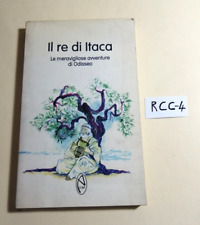 Il re di Itaca
Le meravigliose avventure
di Odisseo
RCC-4